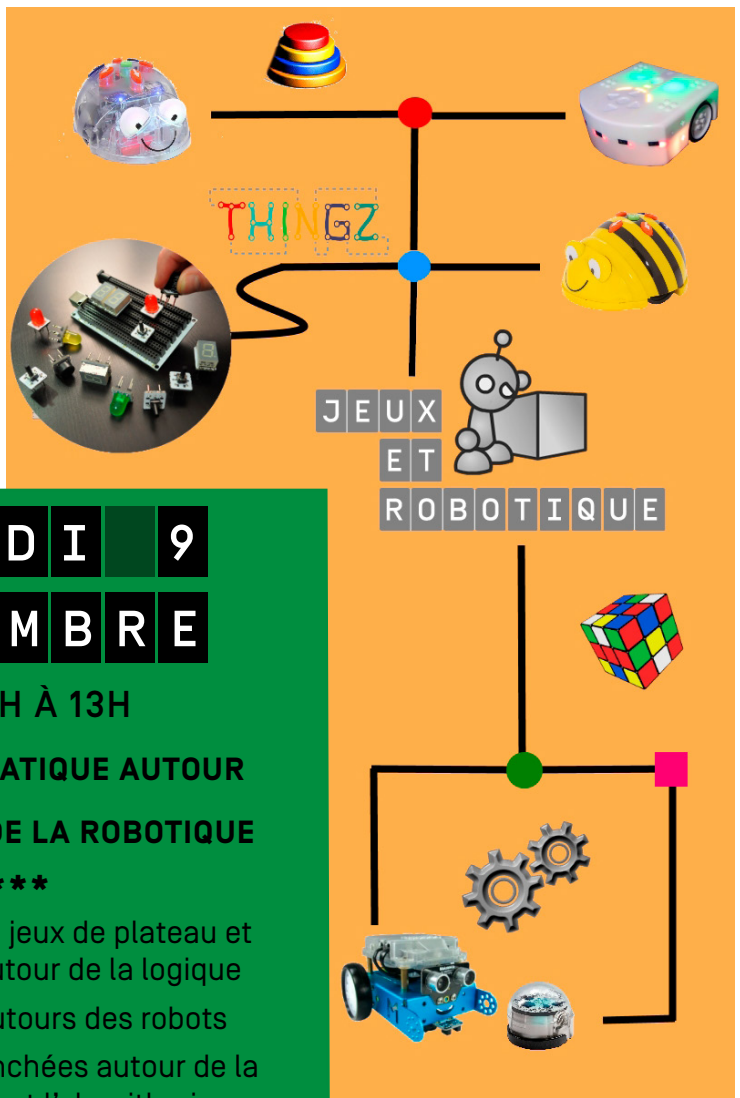 THINGZ
JEUX
ET
ROBOTIQUE
DI 9
MBRE
H À 13H
ATIQUE AUTOUR
DE LA ROBOTIQUE
***
jeux de plateau et
utour de la logique
utours des robots
nchées autour de la